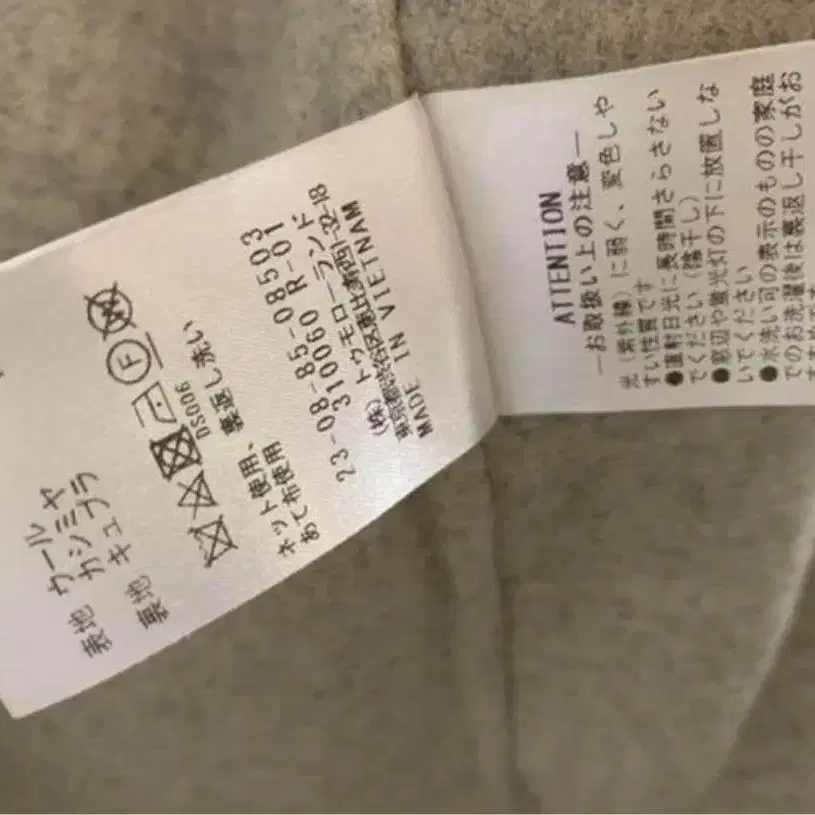 表地 ウール
カシミヤ
裏地 キュプラ
DS006
ネット使用、裏返し洗い
あて布使用
23-08-85-08503
310060 R-01
(株) トゥモローランド
MADE IN VIETNAM
ATTENTION
―お取扱い上の注意―
光(紫外線)に弱く、変色しや
すい性質です
●直射日光に長時間さらさない
でください(陰干し)
●窓辺や蛍光灯の下に放置しな
いでください
●水洗い可の表示のものの家庭
でのお洗濯後は裏返し干しがお